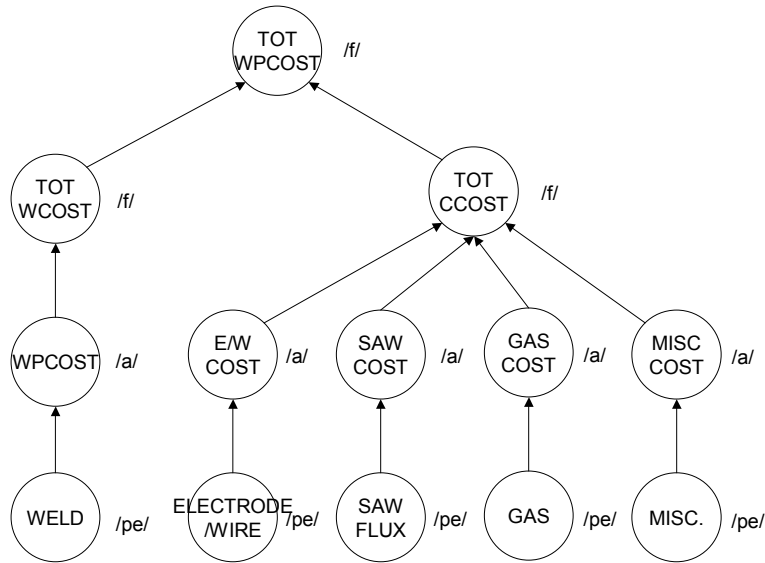 TOT
WPCOST
/f/
TOT
WCOST
/f/
TOT
CCOST
/f/
WPCOST
/a/
E/W
COST
/a/
SAW
COST
/a/
GAS
COST
/a/
MISC
COST
/a/
WELD
/pe/
ELECTRODE
/WIRE
/pe/
SAW
FLUX
/pe/
GAS
/pe/
MISC.
/pe/